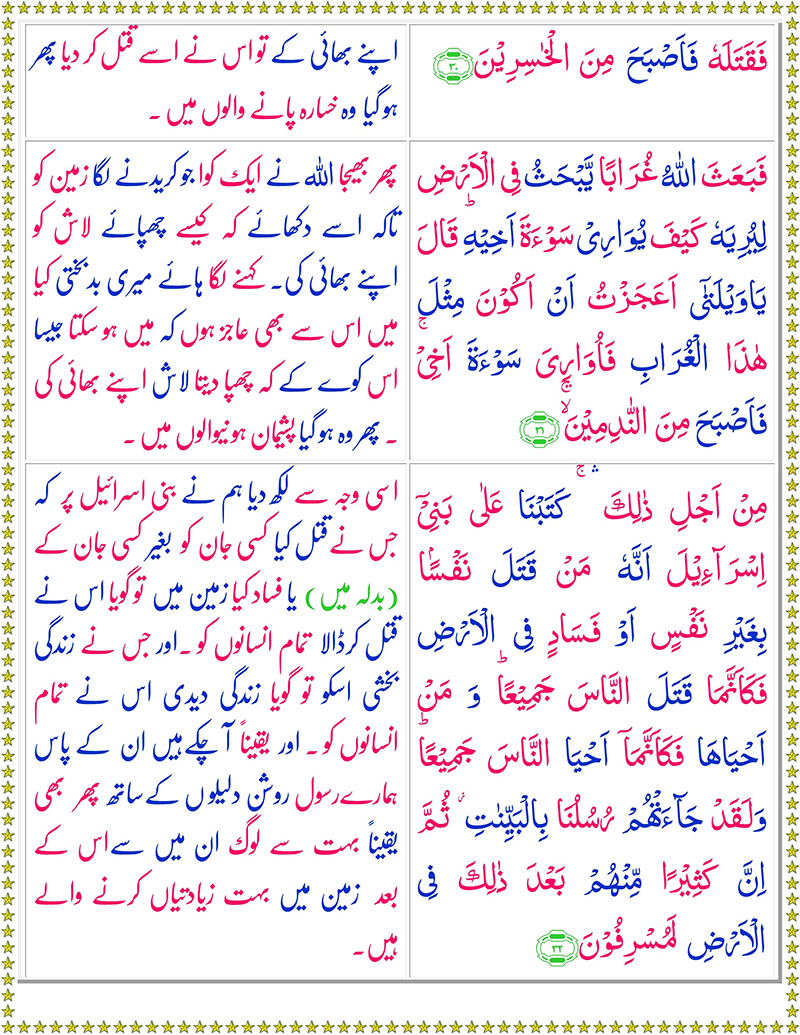 فَقَتَلَهٗ فَاَصْبَحَ مِنَ الْخٰسِرِيْنَ ۝۳۰
اپنے بھائی کے تو اس نے اسے قتل کر دیا پھر
ہوگیا وہ خسارہ پانے والوں میں ۔
فَبَعَثَ اللّٰهُ غُرَابًا يَّبْحَثُ فِى الْاَرْضِ
لِيُرِيَهٗ كَيْفَ يُوَارِىْ سَوْءَةَ اَخِيْهِ ؕ قَالَ
يَاوَيْلَتٰٓى اَعَجَزْتُ اَنْ اَكُوْنَ مِثْلَ
هٰذَا الْغُرَابِ فَاُوَارِىَ سَوْءَةَ اَخِىْ ۚ
فَاَصْبَحَ مِنَ النّٰدِمِيْنَ ۛۚ ۙ ۝۳۱
پھر بھیجا اللہ نے ایک کوا جو کریدنے لگا زمین کو
تاکہ اسے دکھائے کہ کیسے چھپائے لاش کو
اپنے بھائی کی۔ کہنے لگا ہائے میری بد بختی کیا
میں اس سے بھی عاجز ہوں کہ میں ہو سکتا جیسا
اس کوے کے کہ چھپا دیتا لاش اپنے بھائی کی
۔ پھر وہ ہوگیا پشیمان ہونیوالوں میں ۔
مِنْ اَجْلِ ذٰلِكَ ۛۚ كَتَبْنَا عَلٰى بَنِىْٓ
اِسْرَآءِيْلَ اَنَّهٗ مَنْ قَتَلَ نَفْسًۢا
بِغَيْرِ نَفْسٍ اَوْ فَسَادٍ فِى الْاَرْضِ
فَكَاَنَّمَا قَتَلَ النَّاسَ جَمِيْعًا ؕ وَ مَنْ
اَحْيَاهَا فَكَاَنَّمَآ اَحْيَا النَّاسَ جَمِيْعًا ؕ
وَلَقَدْ جَآءَتْهُمْ رُسُلُنَا بِالْبَيِّنٰتِ ؗ ثُمَّ
اِنَّ كَثِيْرًا مِّنْهُمْ بَعْدَ ذٰلِكَ فِى
الْاَرْضِ لَمُسْرِفُوْنَ ۝۳۲
اسی وجہ سے لکھ دیا ہم نے بنی اسرائیل پر کہ
جس نے قتل کیا کسی جان کو بغیر کسی جان کے
(بدلہ میں) یا فساد کیا زمین میں تو گویا اس نے
قتل کر ڈالا تمام انسانوں کو ۔اور جس نے زندگی
بخشی اسکو تو گویا زندگی دیدی اس نے تمام
انسانوں کو ۔ اور یقیناً آ چکے ہیں ان کے پاس
ہمارے رسول روشن دلیلوں کے ساتھ پھر بھی
یقیناً بہت سے لوگ ان میں سے اس کے
بعد زمین میں بہت زیادتیاں کرنے والے
ہیں۔